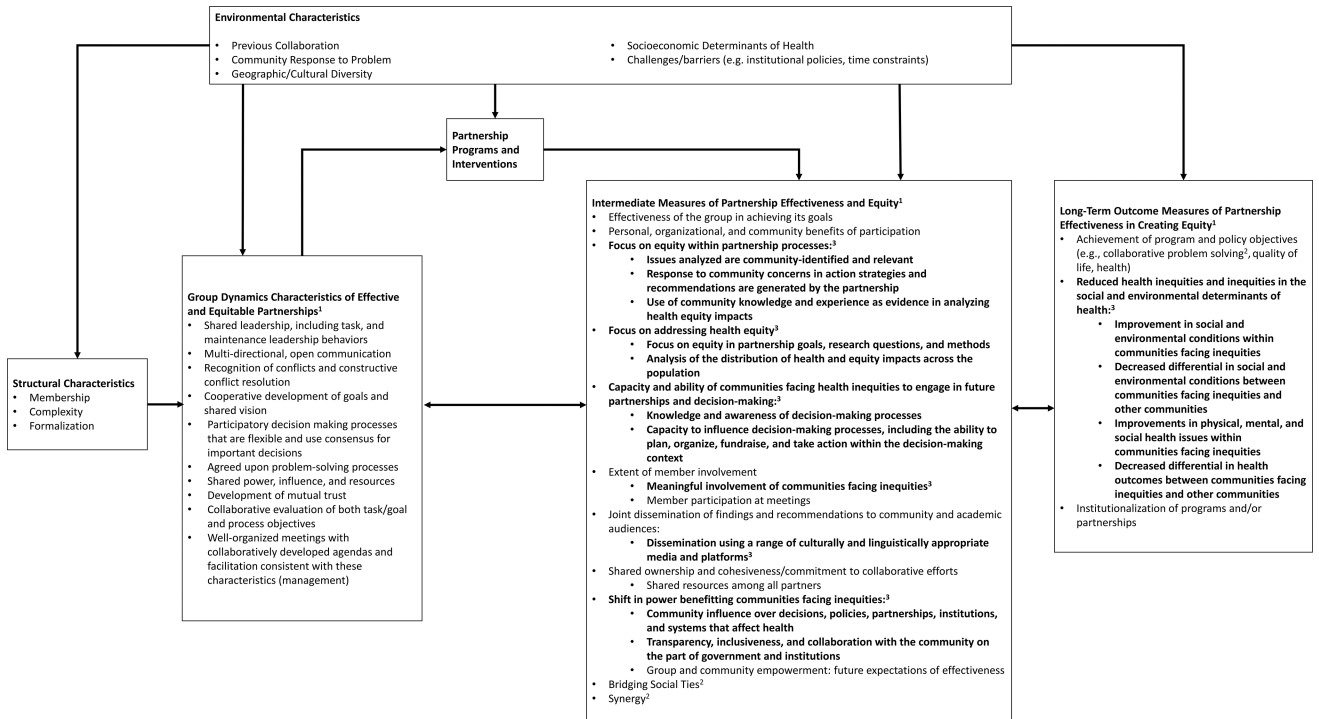 Environmental Characteristics
• Previous Collaboration
• Community Response to Problem
• Geographic/Cultural Diversity
• Socioeconomic Determinants of Health
• Challenges/barriers (e.g. institutional policies, time constraints)
Partnership
Programs and
Interventions
Structural Characteristics
• Membership
• Complexity
• Formalization
Group Dynamics Characteristics of Effective
and Equitable Partnerships¹
• Shared leadership, including task, and
maintenance leadership behaviors
• Multi-directional, open communication
• Recognition of conflicts and constructive
conflict resolution
• Cooperative development of goals and
shared vision
• Participatory decision making processes
that are flexible and use consensus for
important decisions
• Agreed upon problem-solving processes
• Shared power, influence, and resources
• Development of mutual trust
• Collaborative evaluation of both task/goal
and process objectives
• Well-organized meetings with
collaboratively developed agendas and
facilitation consistent with these
characteristics (management)
Intermediate Measures of Partnership Effectiveness and Equity¹
• Effectiveness of the group in achieving its goals
• Personal, organizational, and community benefits of participation
• Focus on equity within partnership processes:³
• Issues analyzed are community-identified and relevant
• Response to community concerns in action strategies and
recommendations are generated by the partnership
• Use of community knowledge and experience as evidence in analyzing
health equity impacts
• Focus on addressing health equity³
• Focus on equity in partnership goals, research questions, and methods
• Analysis of the distribution of health and equity impacts across the
population
• Capacity and ability of communities facing health inequities to engage in future
partnerships and decision-making:³
• Knowledge and awareness of decision-making processes
• Capacity to influence decision-making processes, including the ability to
plan, organize, fundraise, and take action within the decision-making
context
• Extent of member involvement
• Meaningful involvement of communities facing inequities³
• Member participation at meetings
• Joint dissemination of findings and recommendations to community and academic
audiences:
• Dissemination using a range of culturally and linguistically appropriate
media and platforms³
• Shared ownership and cohesiveness/commitment to collaborative efforts
• Shared resources among all partners
• Shift in power benefitting communities facing inequities:³
• Community influence over decisions, policies, partnerships, institutions,
and systems that affect health
• Transparency, inclusiveness, and collaboration with the community on
the part of government and institutions
• Group and community empowerment: future expectations of effectiveness
• Bridging Social Ties²
• Synergy²
Long-Term Outcome Measures of Partnership
Effectiveness in Creating Equity¹
• Achievement of program and policy objectives
(e.g., collaborative problem solving², quality of
life, health)
• Reduced health inequities and inequities in the
social and environmental determinants of
health:³
• Improvement in social and
environmental conditions within
communities facing inequities
• Decreased differential in social and
environmental conditions between
communities facing inequities and
other communities
• Improvements in physical, mental, and
social health issues within
communities facing inequities
• Decreased differential in health
outcomes between communities facing
inequities and other communities
• Institutionalization of programs and/or
partnerships